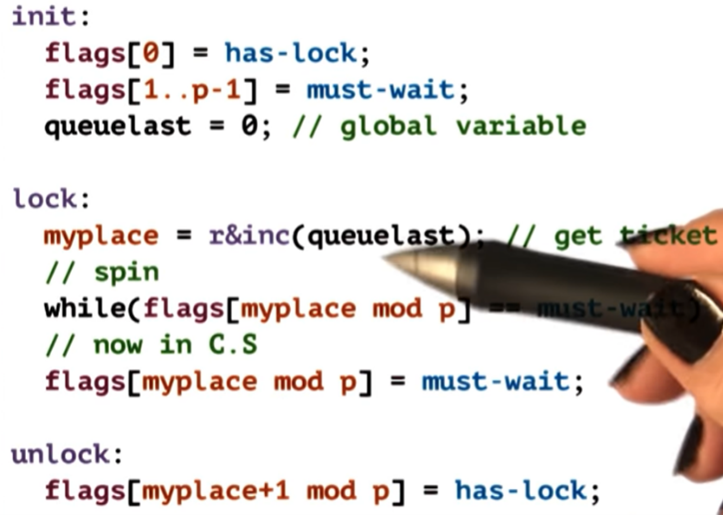 init:
flags[0] = has-lock;
flags[1..p-1] = must-wait;
queuelast = 0; // global variable
lock:
myplace = r&inc(queuelast); // get ticket
// spin
while(flags[myplace mod p] == must-wait)
// now in C.S
flags[myplace mod p] = must-wait;
unlock:
flags[myplace+1 mod p] = has-lock;